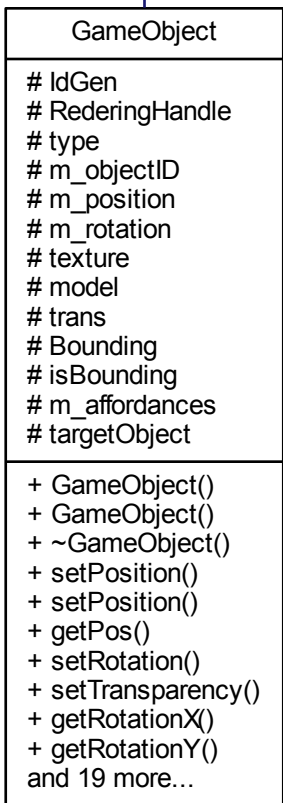 GameObject
# IdGen
# RederingHandle
# type
# m_objectID
# m_position
# m_rotation
# texture
# model
# trans
# Bounding
# isBounding
# m_affordances
# targetObject
+ GameObject()
+ GameObject()
+ ~GameObject()
+ setPosition()
+ setPosition()
+ getPos()
+ setRotation()
+ setTransparency()
+ getRotationX()
+ getRotationY()
and 19 more...